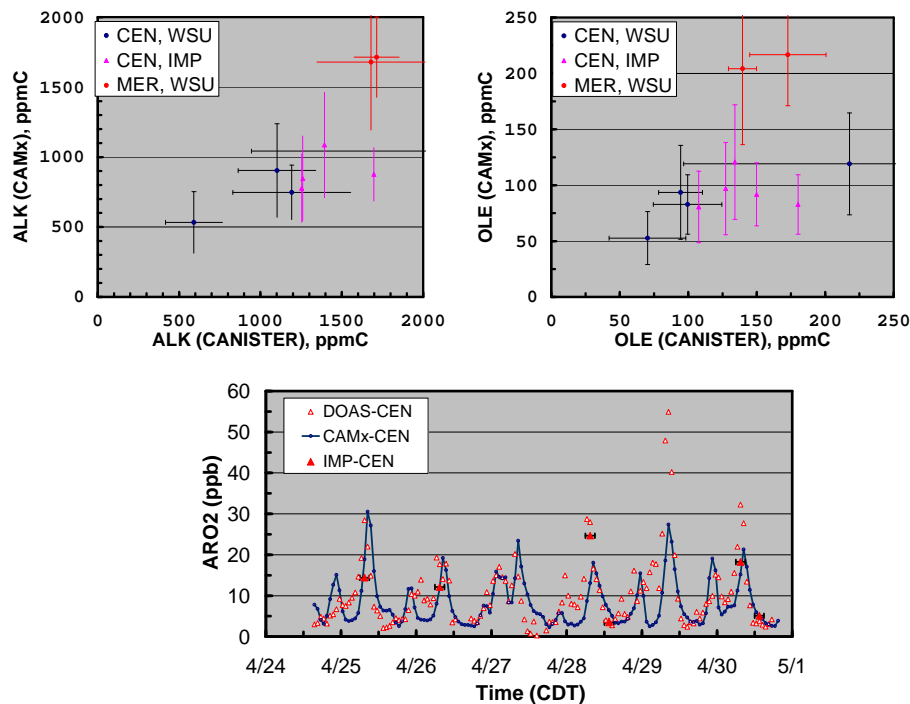 2000
1500
1000
500
0
ALK (CAMx), ppmC
CEN, WSU
CEN, IMP
MER, WSU
0 500 1000 1500 2000
ALK (CANISTER), ppmC
250
200
150
100
50
0
OLE (CAMx), ppmC
CEN, WSU
CEN, IMP
MER, WSU
0 50 100 150 200 250
OLE (CANISTER), ppmC
60
50
40
30
20
10
0
ARO2 (ppb)
DOAS-CEN
CAMx-CEN
IMP-CEN
4/24 4/25 4/26 4/27 4/28 4/29 4/30 5/1
Time (CDT)